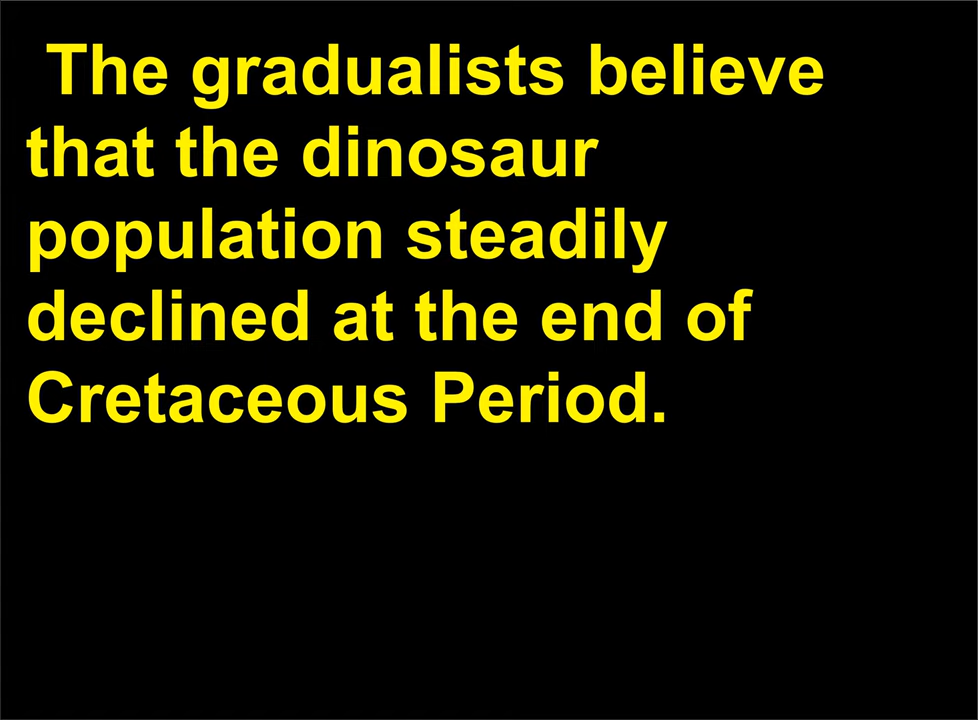 The gradualists believe
that the dinosaur
population steadily
declined at the end of
Cretaceous Period.